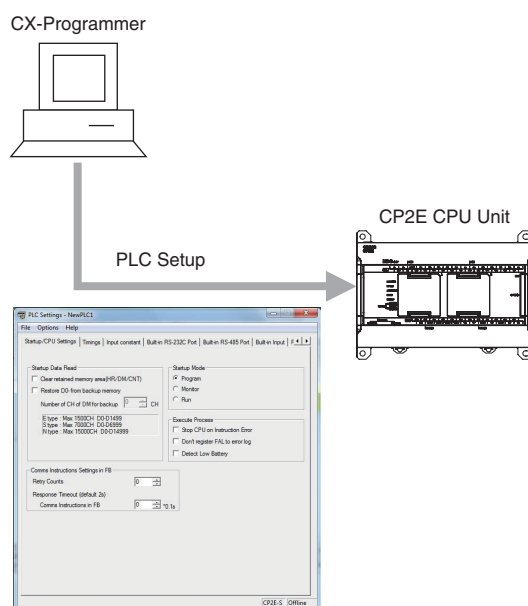 CX-Programmer
CP2E CPU Unit
PLC Setup
PLC Settings - NewPLC1
File Options Help
Startup/CPU Settings Timings Input constant Built-in RS-232C Port Built-in RS-485 Port Built-in Input
Startup Data Read
Clear retained memory area(HR/DM/CNT)
Restore D0- from backup memory
Number of CH of DM for backup 0 CH
E type : Max 1500CH D0-D1499
S type : Max 7000CH D0-D6999
N type : Max 15000CH D0-D14999
Startup Mode
Program
Monitor
Run
Execute Process
Stop CPU on Instruction Error
Don't register FAL to error log
Detect Low Battery
Comms Instructions Settings in FB
Retry Counts 0
Response Timeout (default 2s)
Comms Instructions in FB 0 *0.1s
CP2E-S Offline